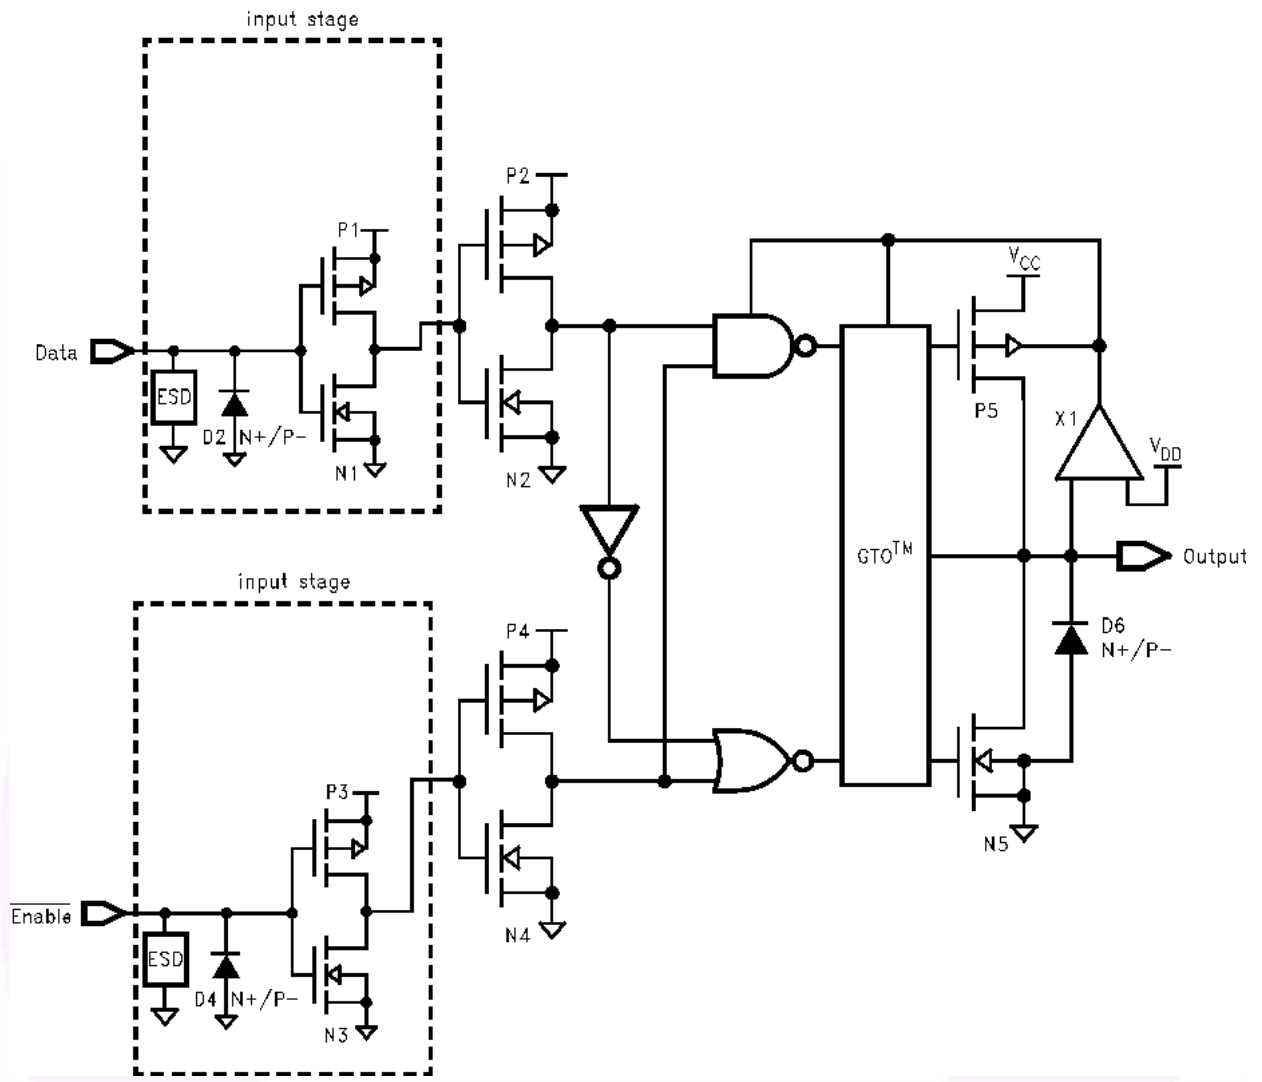 input stage
P2
P1
V_CC
Data
ESD
D2 N+/P-
N1
N2
P5
X1
V_DD
GTO™
Output
input stage
P4
D6
N+/P-
P3
N5
Enable
ESD
D4 N+/P-
N3
N4